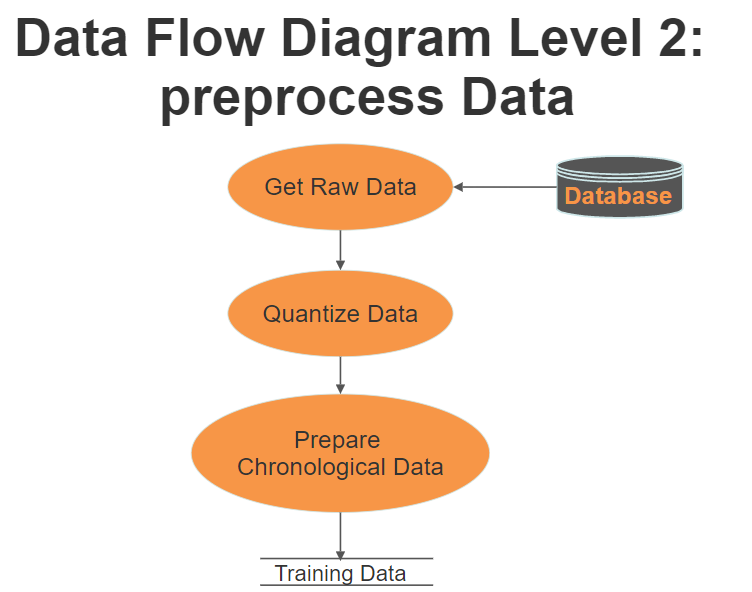 Data Flow Diagram Level 2:
preprocess Data
Get Raw Data
Database
Quantize Data
Prepare
Chronological Data
Training Data